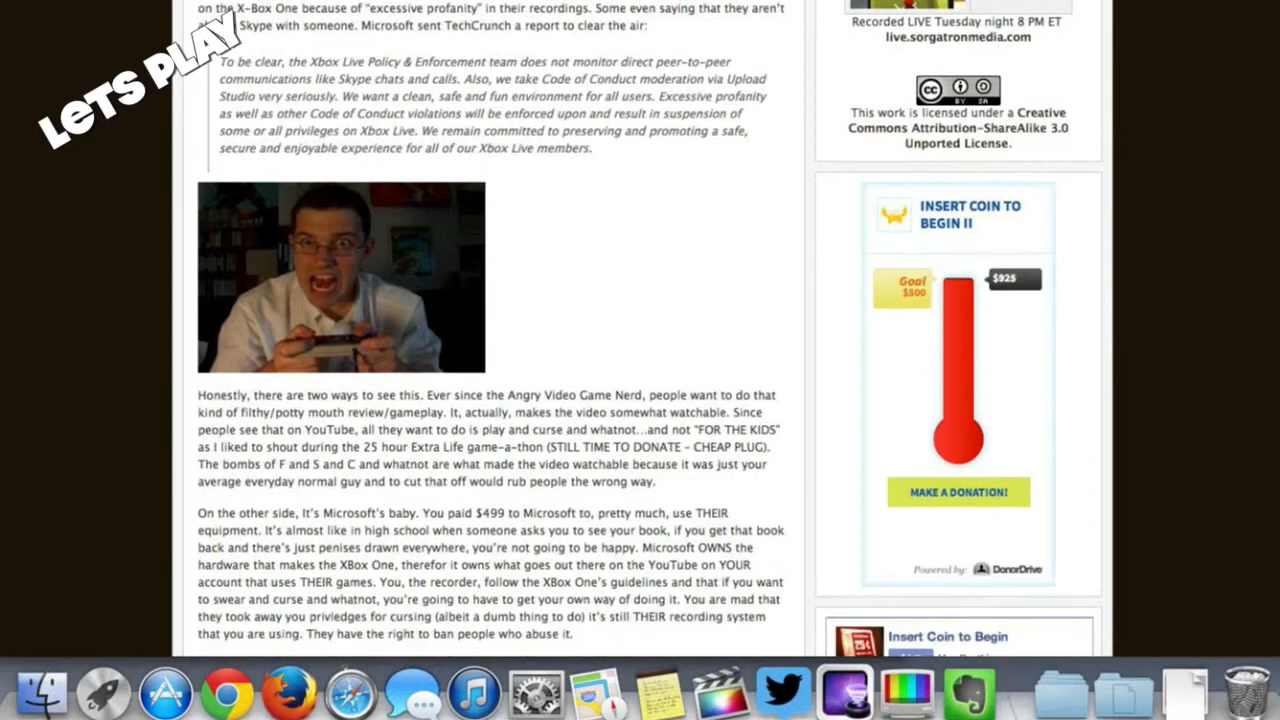 on the X-Box One because of "excessive profanity" in their recordings. Some even saying that they aren't
Skype with someone. Microsoft sent TechCrunch a report to clear the air:
LETS PLAY
To be clear, the Xbox Live Policy & Enforcement team does not monitor direct peer-to-peer
communications like Skype chats and calls. Also, we take Code of Conduct moderation via Upload
Studio very seriously. We want a clean, safe and fun environment for all users. Excessive profanity
as well as other Code of Conduct violations will be enforced upon and result in suspension of
some or all privileges on Xbox Live. We remain committed to preserving and promoting a safe,
secure and enjoyable experience for all of our Xbox Live members.
Honestly, there are two ways to see this. Ever since the Angry Video Game Nerd, people want to do that
kind of filthy/potty mouth review/gameplay. It, actually, makes the video somewhat watchable. Since
people see that on YouTube, all they want to do is play and curse and whatnot...and not "FOR THE KIDS"
as I liked to shout during the 25 hour Extra Life game-a-thon (STILL TIME TO DONATE – CHEAP PLUG).
The bombs of F and S and C and whatnot are what made the video watchable because it was just your
average everyday normal guy and to cut that off would rub people the wrong way.
On the other side, It's Microsoft's baby. You paid $499 to Microsoft to, pretty much, use THEIR
equipment. It's almost like in high school when someone asks you to see your book, if you get that book
back and there's just penises drawn everywhere, you're not going to be happy. Microsoft OWNS the
hardware that makes the XBox One, therefor it owns what goes out there on the YouTube on YOUR
account that uses THEIR games. You, the recorder, follow the XBox One's guidelines and that if you want
to swear and curse and whatnot, you're going to have to get your own way of doing it. You are mad that
they took away you priviedges for cursing (albeit a dumb thing to do) it's still THEIR recording system
that you are using. They have the right to ban people who abuse it.
Recorded LIVE Tuesday night 8 PM ET
live.sorgatronmedia.com
cc BY SA
This work is licensed under a Creative
Commons Attribution-ShareAlike 3.0
Unported License.
INSERT COIN TO
BEGIN II
Goal
$500
$925
MAKE A DONATION!
Powered by: DonorDrive
Insert Coin to Begin